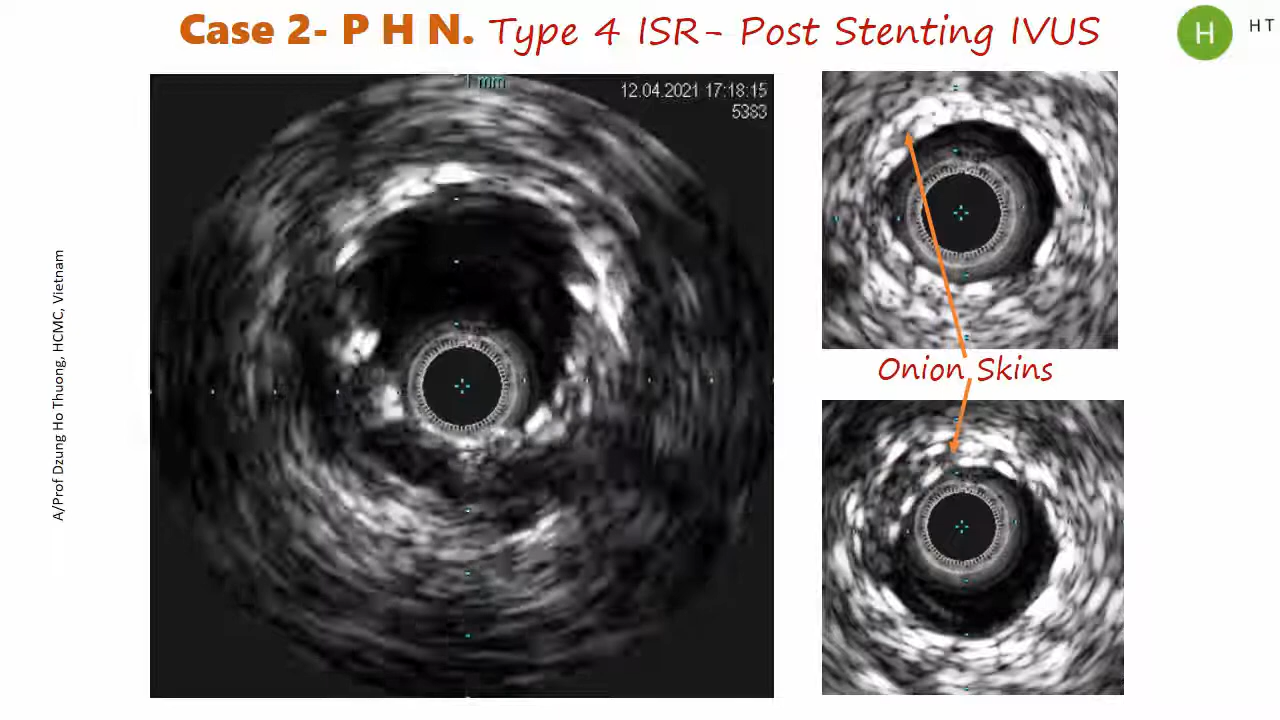 Case 2- P H N. Type 4 ISR- Post Stenting IVUS
H
HT
1 mm
12.04.2021 17:18:15
5383
Onion Skins
A/Prof Dzung Ho Thuong, HCMC, Vietnam